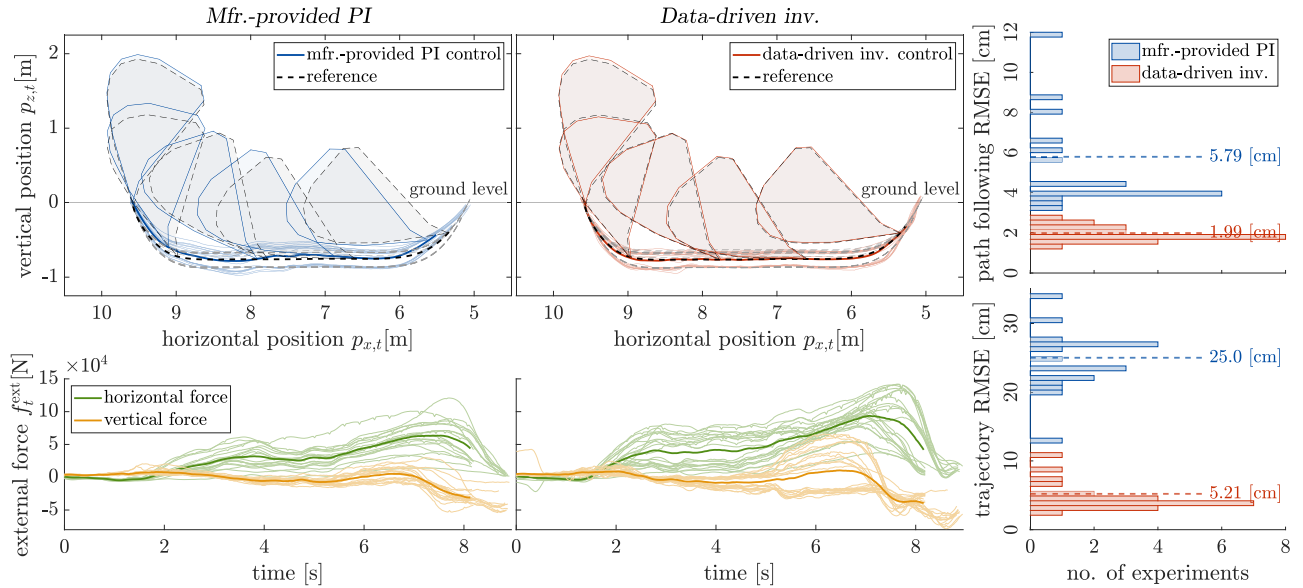 Mfr.-provided PI
Data-driven inv.
vertical position p_{z,t}[m]
2
1
0
-1
mfr.-provided PI control
reference
ground level
10 9 8 7 6 5
horizontal position p_{x,t}[m]
data-driven inv. control
reference
ground level
10 9 8 7 6 5
horizontal position p_{x,t}[m]
path following RMSE [cm]
12
8
6
4
2
0
mfr.-provided PI
data-driven inv.
5.79 [cm]
1.99 [cm]
external force f_t^{ext}[N]
×10⁴
15
10
5
0
-5
horizontal force
vertical force
0 2 4 6 8
time [s]
0 2 4 6 8
time [s]
trajectory RMSE [cm]
30
20
10
0
25.0 [cm]
5.21 [cm]
0 2 4 6 8
no. of experiments